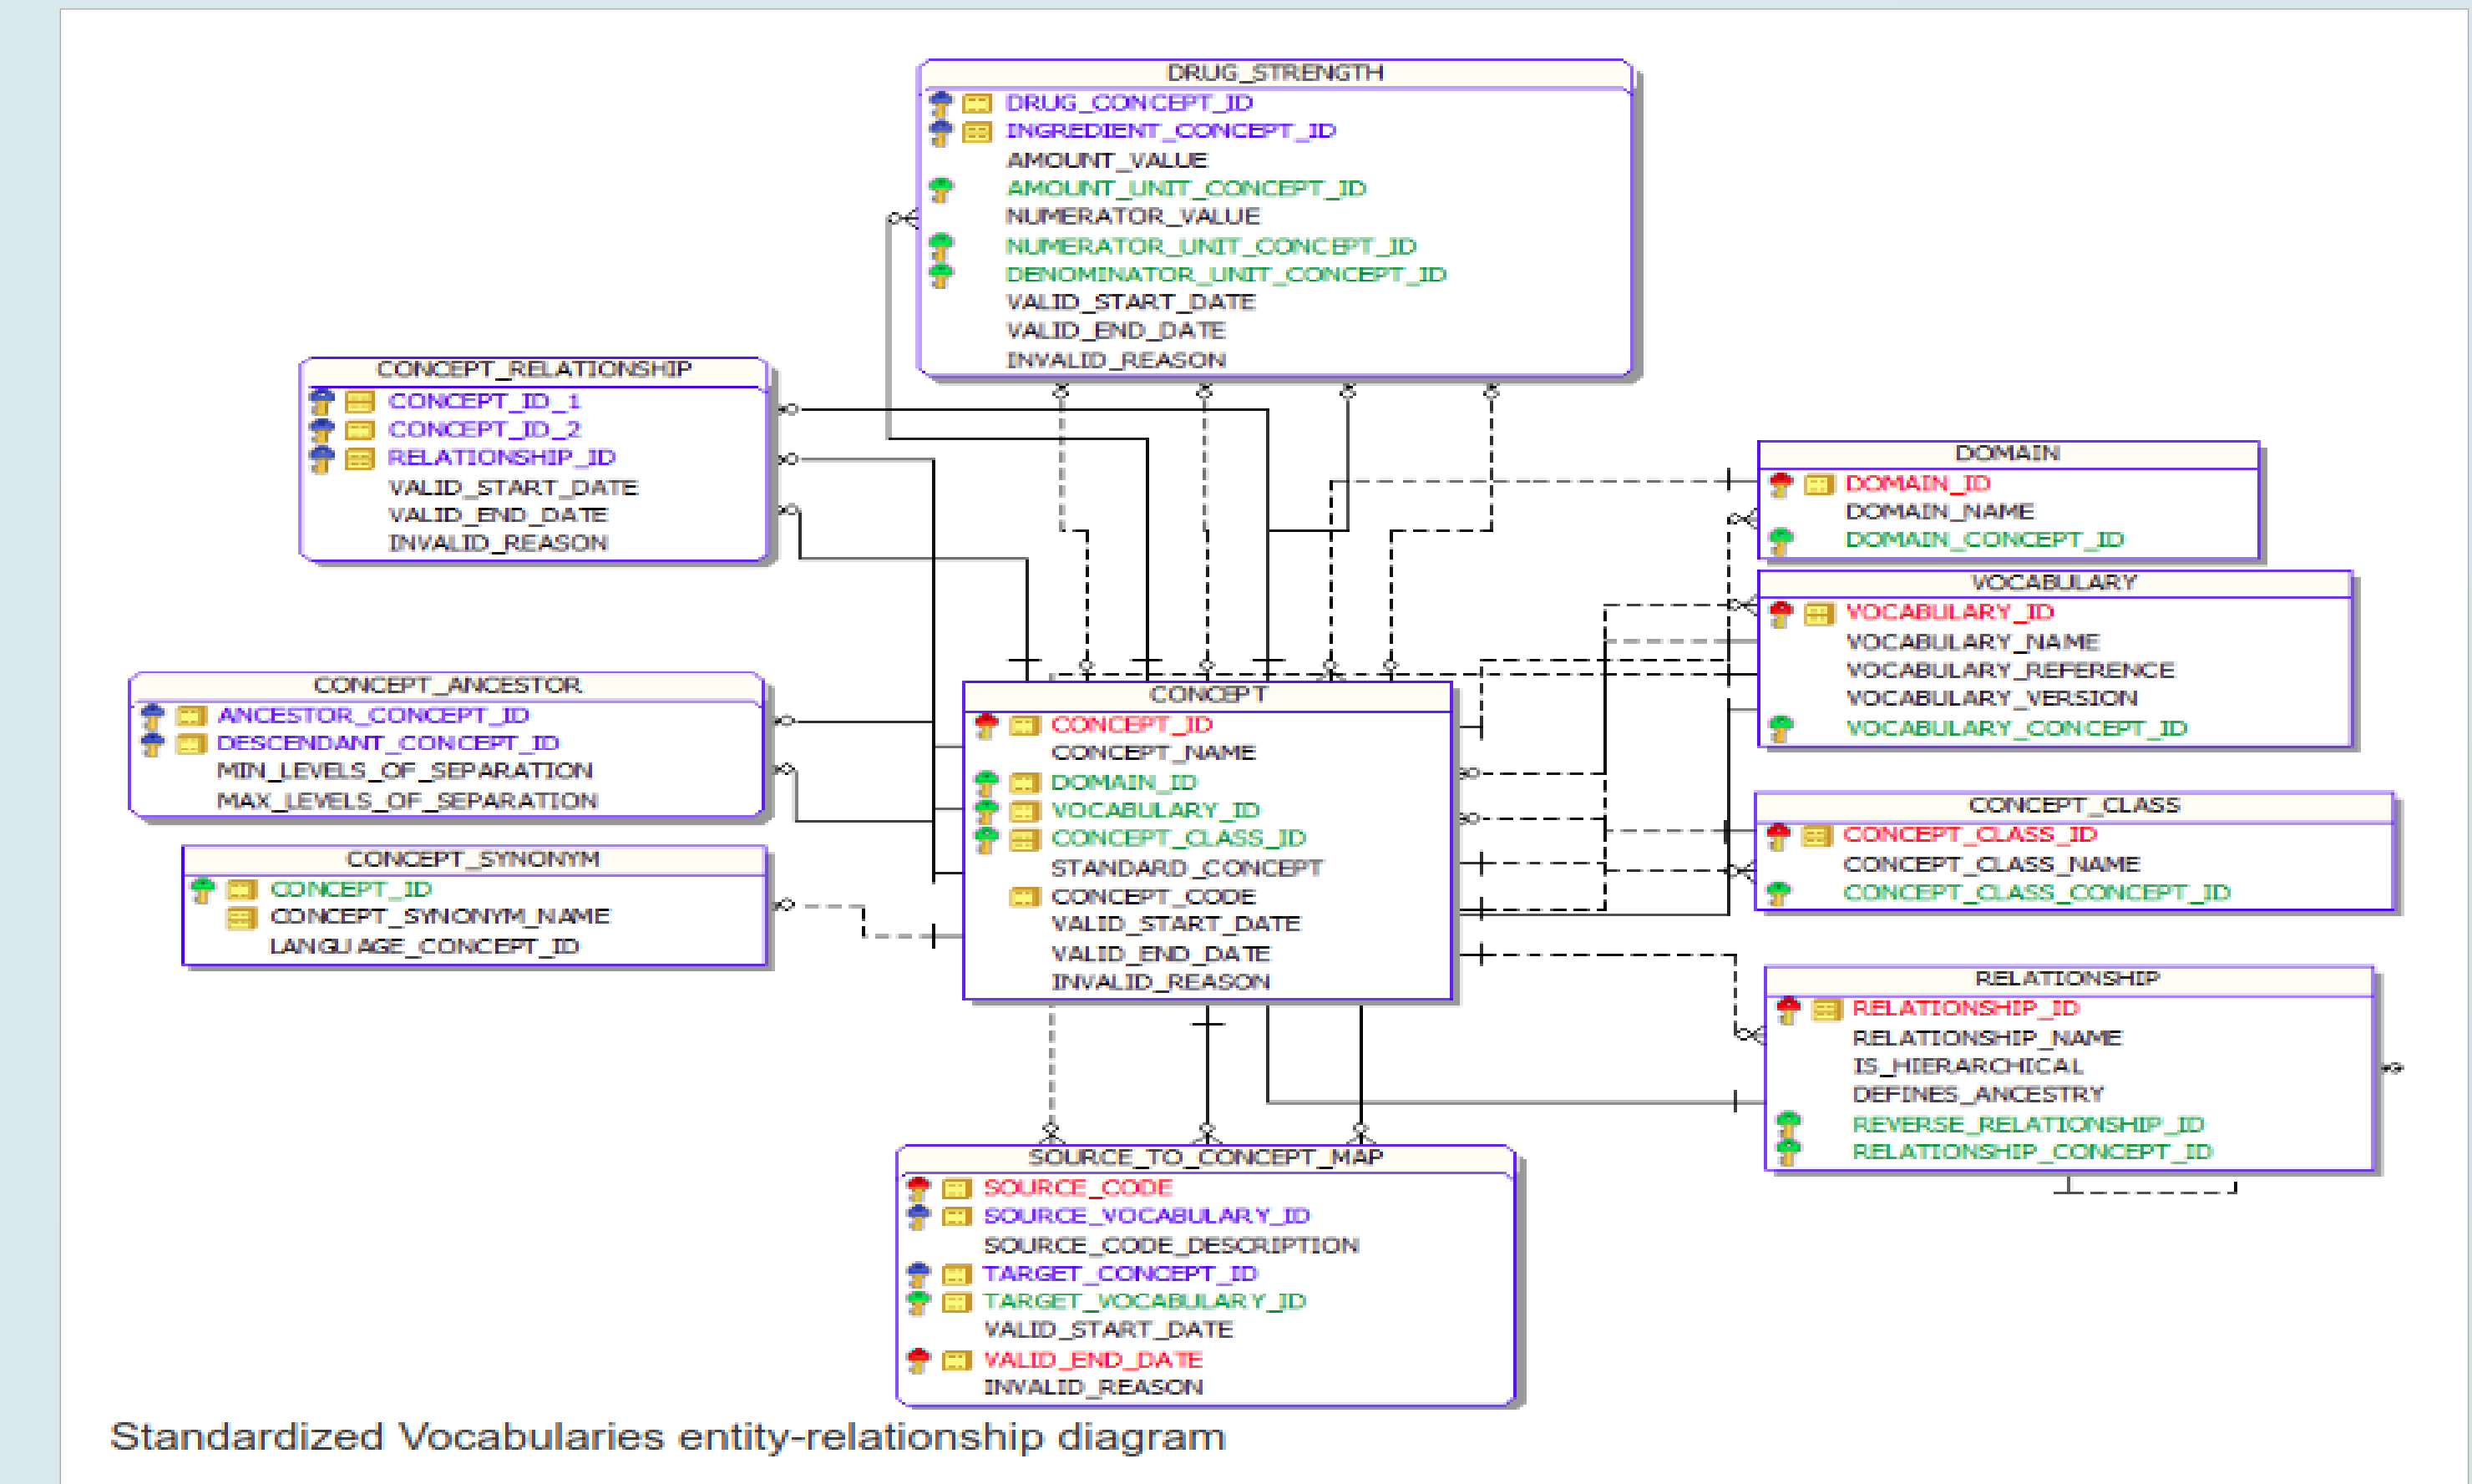 DRUG_STRENGTH
DRUG_CONCEPT_ID
INGREDIENT_CONCEPT_ID
AMOUNT_VALUE
AMOUNT_UNIT_CONCEPT_ID
NUMERATOR_VALUE
NUMERATOR_UNIT_CONCEPT_ID
DENOMINATOR_UNIT_CONCEPT_ID
VALID_START_DATE
VALID_END_DATE
INVALID_REASON
CONCEPT_RELATIONSHIP
CONCEPT_ID_1
CONCEPT_ID_2
RELATIONSHIP_ID
VALID_START_DATE
VALID_END_DATE
INVALID_REASON
DOMAIN
DOMAIN_ID
DOMAIN_NAME
DOMAIN_CONCEPT_ID
VOCABULARY
VOCABULARY_ID
VOCABULARY_NAME
VOCABULARY_REFERENCE
VOCABULARY_VERSION
VOCABULARY_CONCEPT_ID
CONCEPT_ANCESTOR
ANCESTOR_CONCEPT_ID
DESCENDANT_CONCEPT_ID
MIN_LEVELS_OF_SEPARATION
MAX_LEVELS_OF_SEPARATION
CONCEPT
CONCEPT_ID
CONCEPT_NAME
DOMAIN_ID
VOCABULARY_ID
CONCEPT_CLASS_ID
STANDARD_CONCEPT
CONCEPT_CODE
VALID_START_DATE
VALID_END_DATE
INVALID_REASON
CONCEPT_CLASS
CONCEPT_CLASS_ID
CONCEPT_CLASS_NAME
CONCEPT_CLASS_CONCEPT_ID
CONCEPT_SYNONYM
CONCEPT_ID
CONCEPT_SYNONYM_NAME
LANGUAGE_CONCEPT_ID
RELATIONSHIP
RELATIONSHIP_ID
RELATIONSHIP_NAME
IS_HIERARCHICAL
DEFINES_ANCESTRY
REVERSE_RELATIONSHIP_ID
RELATIONSHIP_CONCEPT_ID
SOURCE_TO_CONCEPT_MAP
SOURCE_CODE
SOURCE_VOCABULARY_ID
SOURCE_CODE_DESCRIPTION
TARGET_CONCEPT_ID
TARGET_VOCABULARY_ID
VALID_START_DATE
VALID_END_DATE
INVALID_REASON
Standardized Vocabularies entity-relationship diagram